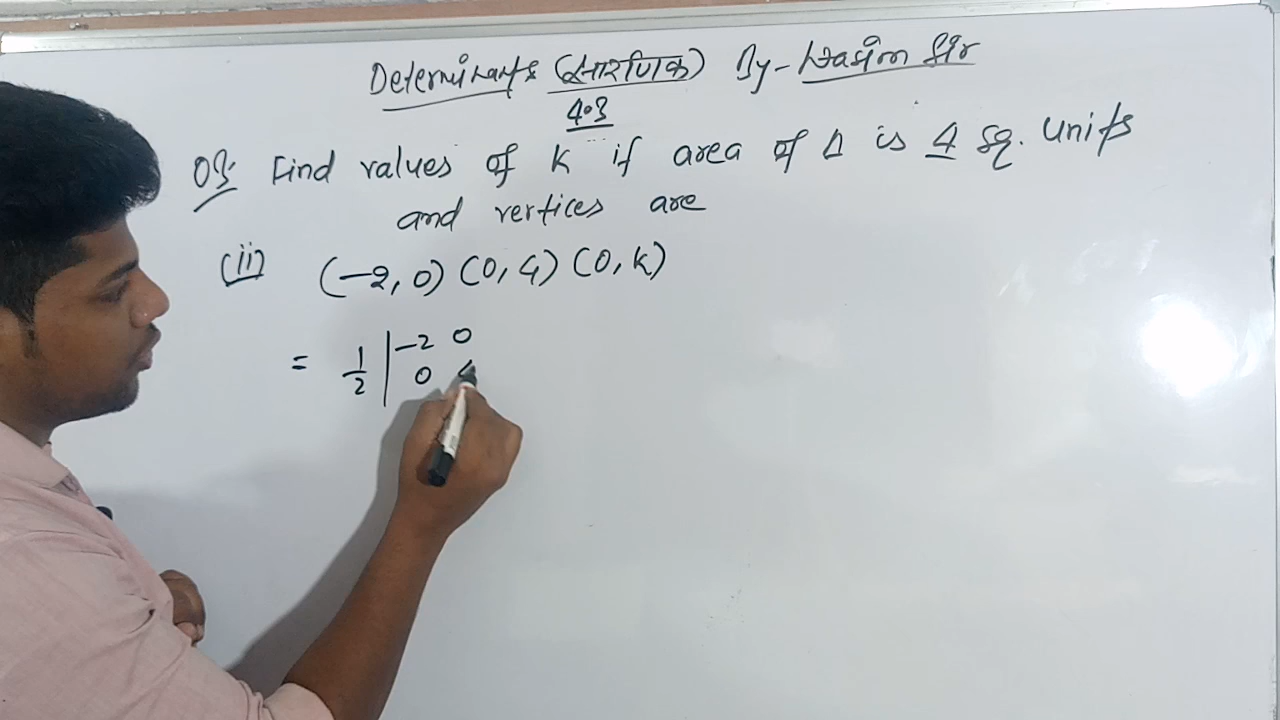 Determinants (सारणिक) By - Wasim Sir
4.3
Q3. Find values of K if area of Δ is 4 sq. units
and vertices are
(ii) (-2, 0) (0, 4) (0, k)
= 1/2 | -2 0
0